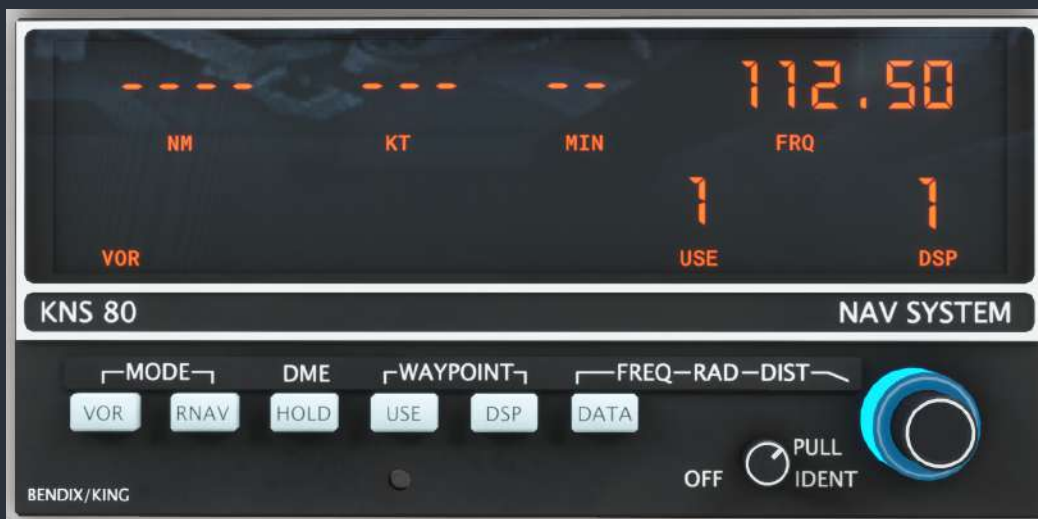 ---- --- -- 112.50
NM KT MIN FRQ
1 1
VOR USE DSP
KNS 80 NAV SYSTEM
MODE DME WAYPOINT FREQ-RAD-DIST
VOR RNAV HOLD USE DSP DATA
PULL
OFF IDENT
BENDIX/KING